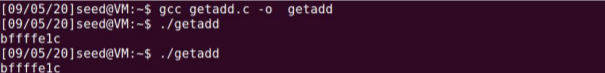 [09/05/20]seed@VM:~$ gcc getadd.c -o  getadd
[09/05/20]seed@VM:~$ ./getadd
bffffe1c
[09/05/20]seed@VM:~$ ./getadd
bffffe1c